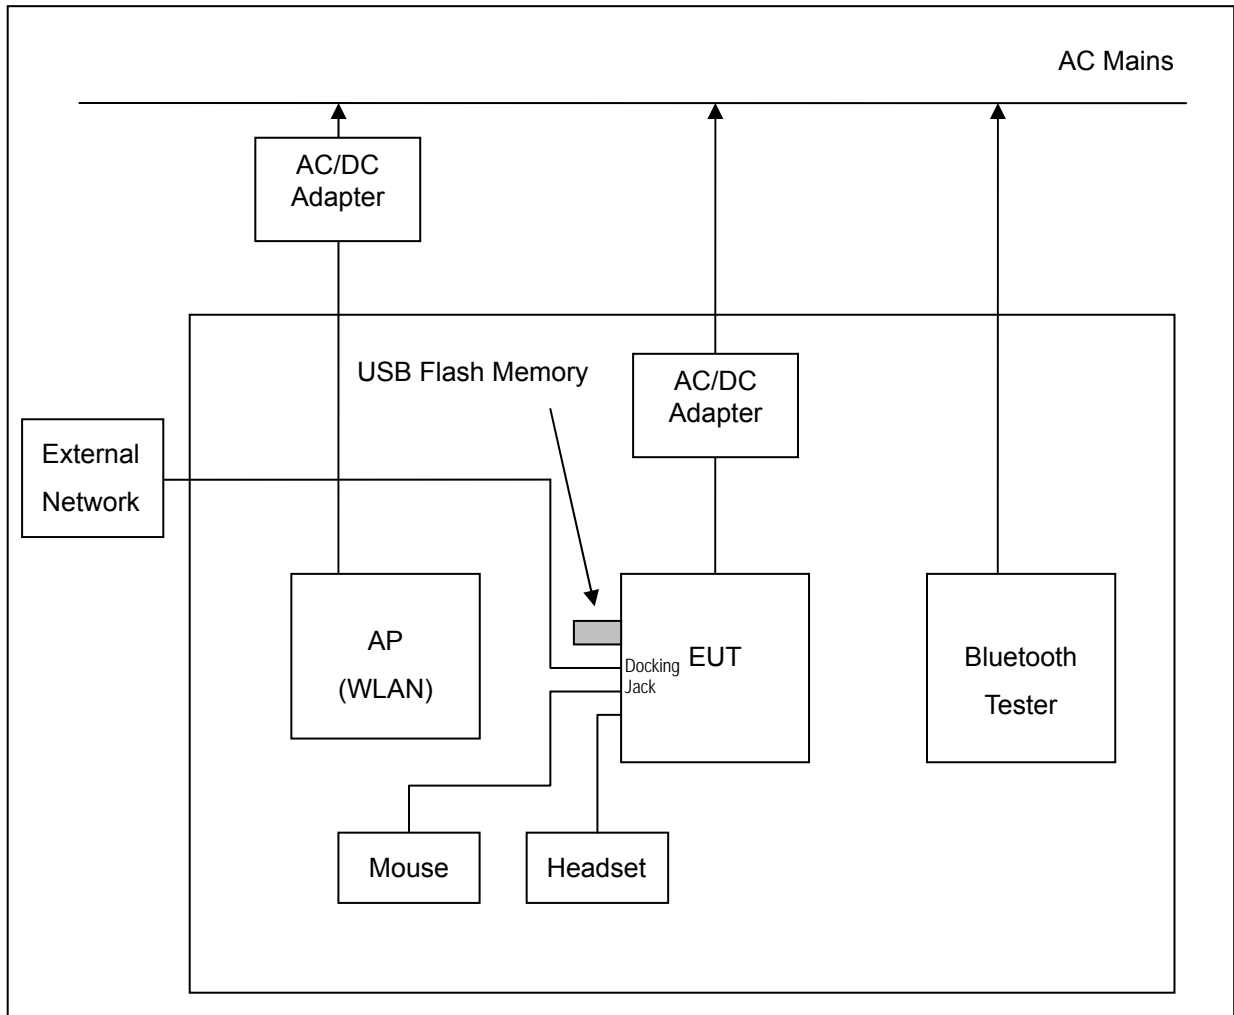 AC Mains
AC/DC
Adapter
USB Flash Memory
AC/DC
Adapter
External
Network
AP
(WLAN)
Docking
Jack
EUT
Bluetooth
Tester
Mouse
Headset